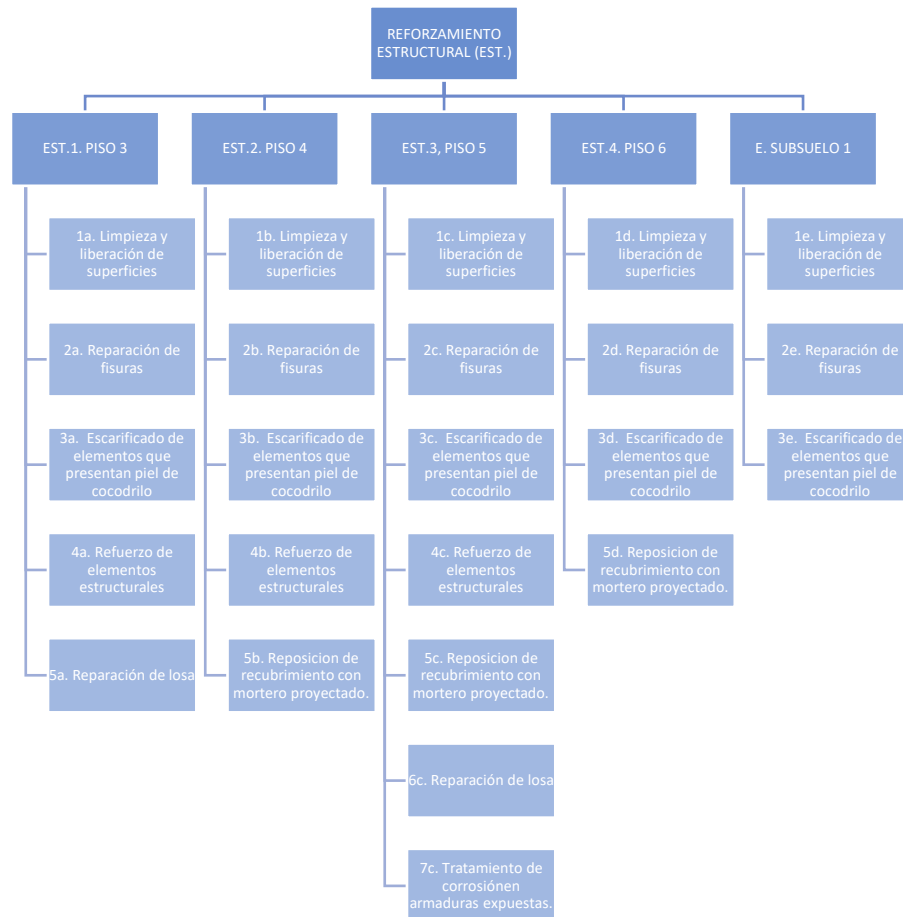 REFORZAMIENTO
ESTRUCTURAL (EST.)
EST.1. PISO 3
1a. Limpieza y
liberación de
superficies
2a. Reparación de
fisuras
3a. Escarificado de
elementos que
presentan piel de
cocodrilo
4a. Refuerzo de
elementos
estructurales
5a. Reparación de losa
EST.2. PISO 4
1b. Limpieza y
liberación de
superficies
2b. Reparación de
fisuras
3b. Escarificado de
elementos que
presentan piel de
cocodrilo
4b. Refuerzo de
elementos
estructurales
5b. Reposicion de
recubrimiento con
mortero proyectado.
EST.3, PISO 5
1c. Limpieza y
liberación de
superficies
2c. Reparación de
fisuras
3c. Escarificado de
elementos que
presentan piel de
cocodrilo
4c. Refuerzo de
elementos
estructurales
5c. Reposicion de
recubrimiento con
mortero proyectado.
6c. Reparación de losa
7c. Tratamiento de
corrosiónen
armaduras expuestas.
EST.4. PISO 6
1d. Limpieza y
liberación de
superficies
2d. Reparación de
fisuras
3d. Escarificado de
elementos que
presentan piel de
cocodrilo
5d. Reposicion de
recubrimiento con
mortero proyectado.
E. SUBSUELO 1
1e. Limpieza y
liberación de
superficies
2e. Reparación de
fisuras
3e. Escarificado de
elementos que
presentan piel de
cocodrilo